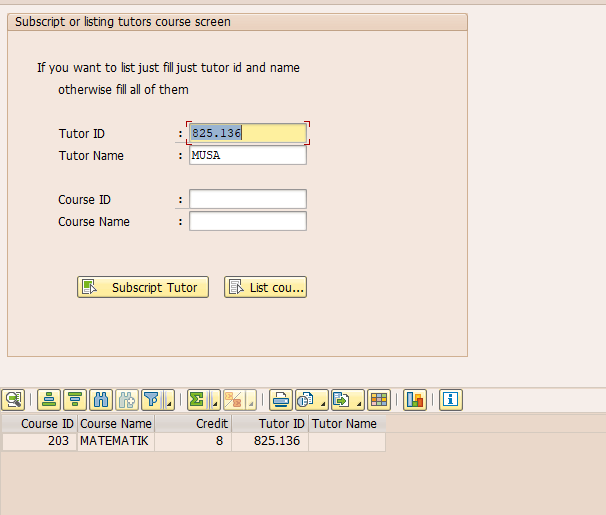 Subscript or listing tutors course screen
If you want to list just fill just tutor id and name
otherwise fill all of them
Tutor ID : 825.136
Tutor Name : MUSA
Course ID :
Course Name :
Subscript Tutor List cou...
Course ID Course Name Credit Tutor ID Tutor Name
203 MATEMATIK 8 825.136